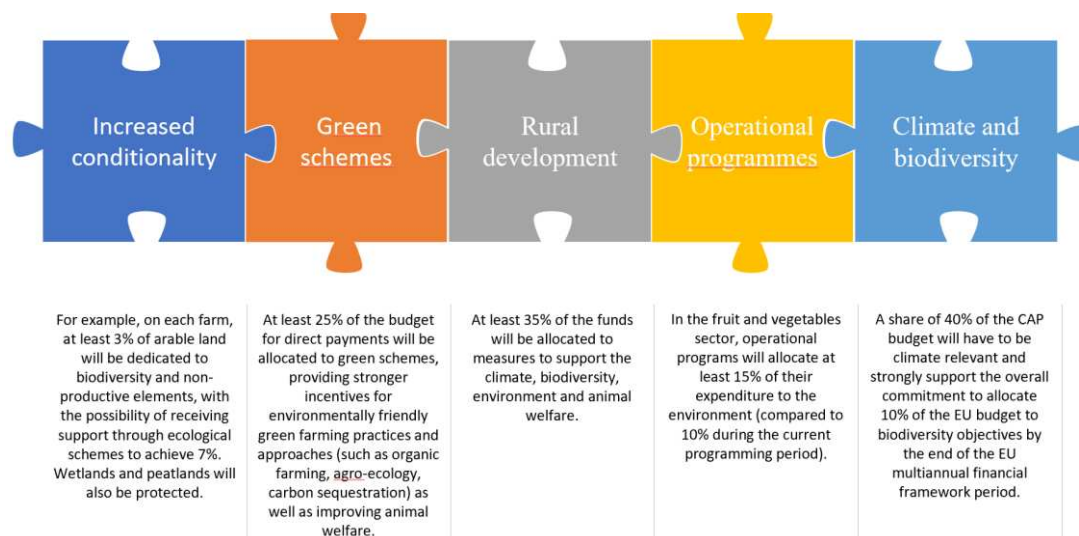 Increased
conditionality
Green
schemes
Rural
development
Operational
programmes
Climate and
biodiversity
For example, on each farm,
at least 3% of arable land
will be dedicated to
biodiversity and non-
productive elements, with
the possibility of receiving
support through ecological
schemes to achieve 7%.
Wetlands and peatlands will
also be protected.
At least 25% of the budget
for direct payments will be
allocated to green schemes,
providing stronger
incentives for
environmentally friendly
green farming practices and
approaches (such as organic
farming, agro-ecology,
carbon sequestration) as
well as improving animal
welfare.
At least 35% of the funds
will be allocated to
measures to support the
climate, biodiversity,
environment and animal
welfare.
In the fruit and vegetables
sector, operational
programs will allocate at
least 15% of their
expenditure to the
environment (compared to
10% during the current
programming period).
A share of 40% of the CAP
budget will have to be
climate relevant and
strongly support the overall
commitment to allocate
10% of the EU budget to
biodiversity objectives by
the end of the EU
multiannual financial
framework period.